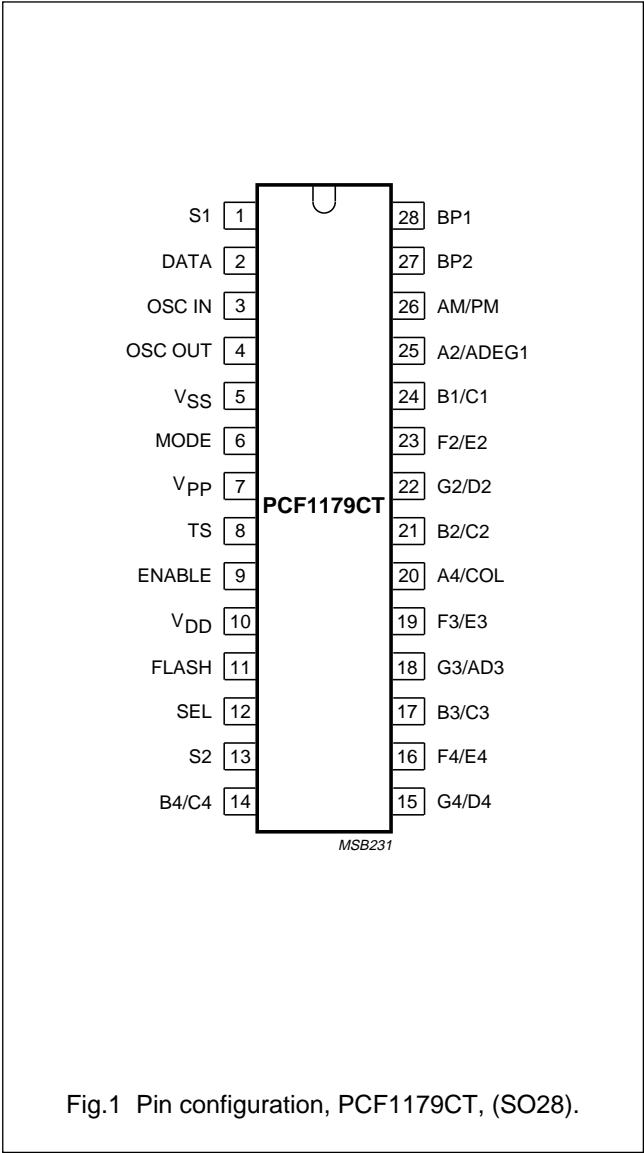 S1 1 28 BP1
DATA 2 27 BP2
OSC IN 3 26 AM/PM
OSC OUT 4 25 A2/ADEG1
VSS 5 24 B1/C1
MODE 6 23 F2/E2
VPP 7 22 G2/D2
PCF1179CT
TS 8 21 B2/C2
ENABLE 9 20 A4/COL
VDD 10 19 F3/E3
FLASH 11 18 G3/AD3
SEL 12 17 B3/C3
S2 13 16 F4/E4
B4/C4 14 15 G4/D4
MSB231
Fig.1 Pin configuration, PCF1179CT, (SO28).